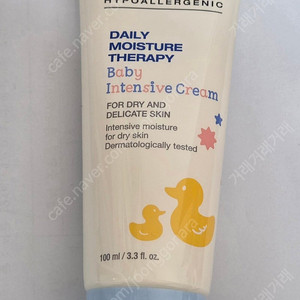 HYPOALLERGENIC
DAILY
MOISTURE
THERAPY
Baby
Intensive Cream
FOR DRY AND
DELICATE SKIN
Intensive moisture
for dry skin
Dermatologically tested
100 ml / 3.3 fl. oz.